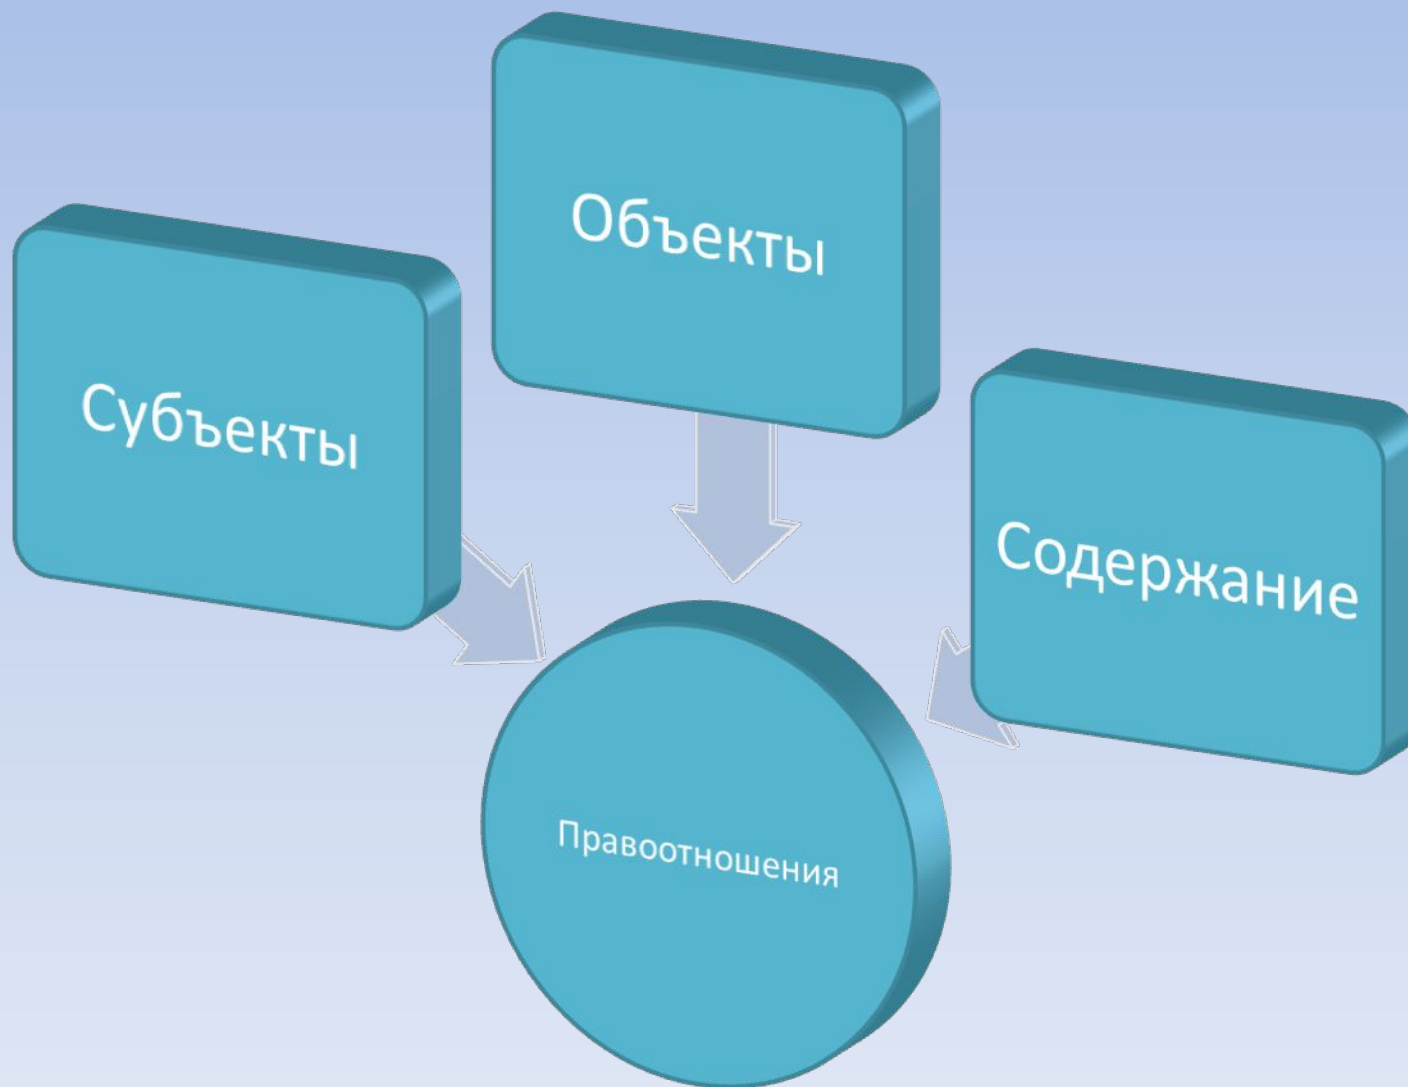 Объекты
Субъекты
Содержание
Правоотношения